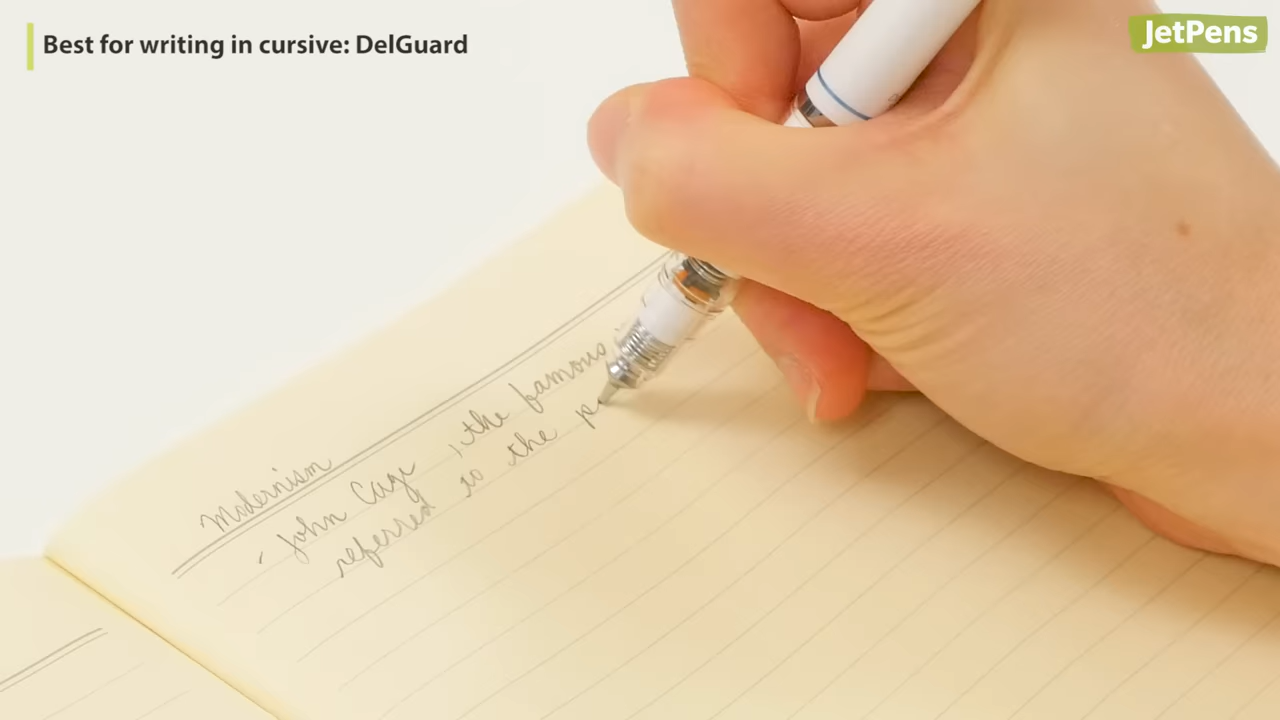 Best for writing in cursive: DelGuard
JetPens
Modernism
- John Cage, the famous
referred to the p